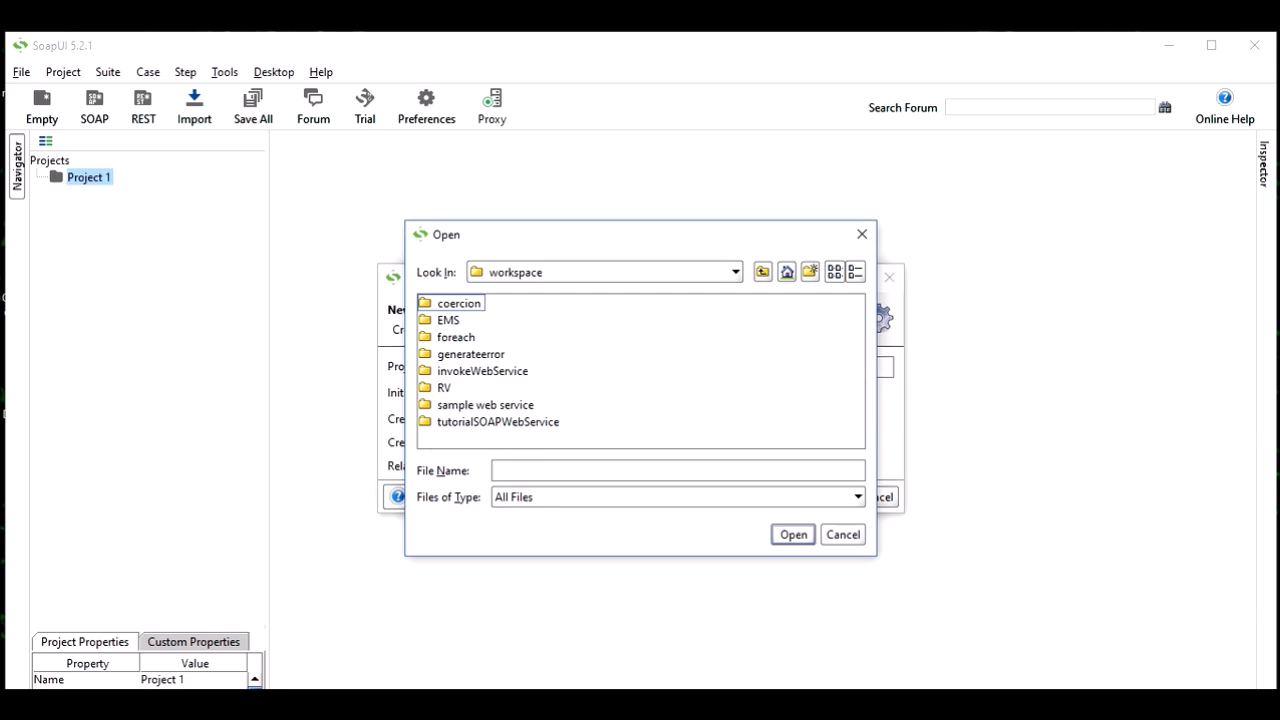 SoapUI 5.2.1
File Project Suite Case Step Tools Desktop Help
Empty SOAP REST Import Save All Forum Trial Preferences Proxy Search Forum Online Help
Navigator
Inspector
Projects
Project 1
Open
Look In: workspace
coercion
EMS
foreach
generateerror
invokeWebService
RV
sample web service
tutorialSOAPWebService
File Name:
Files of Type: All Files
Open Cancel
Project Properties Custom Properties
Property Value
Name Project 1